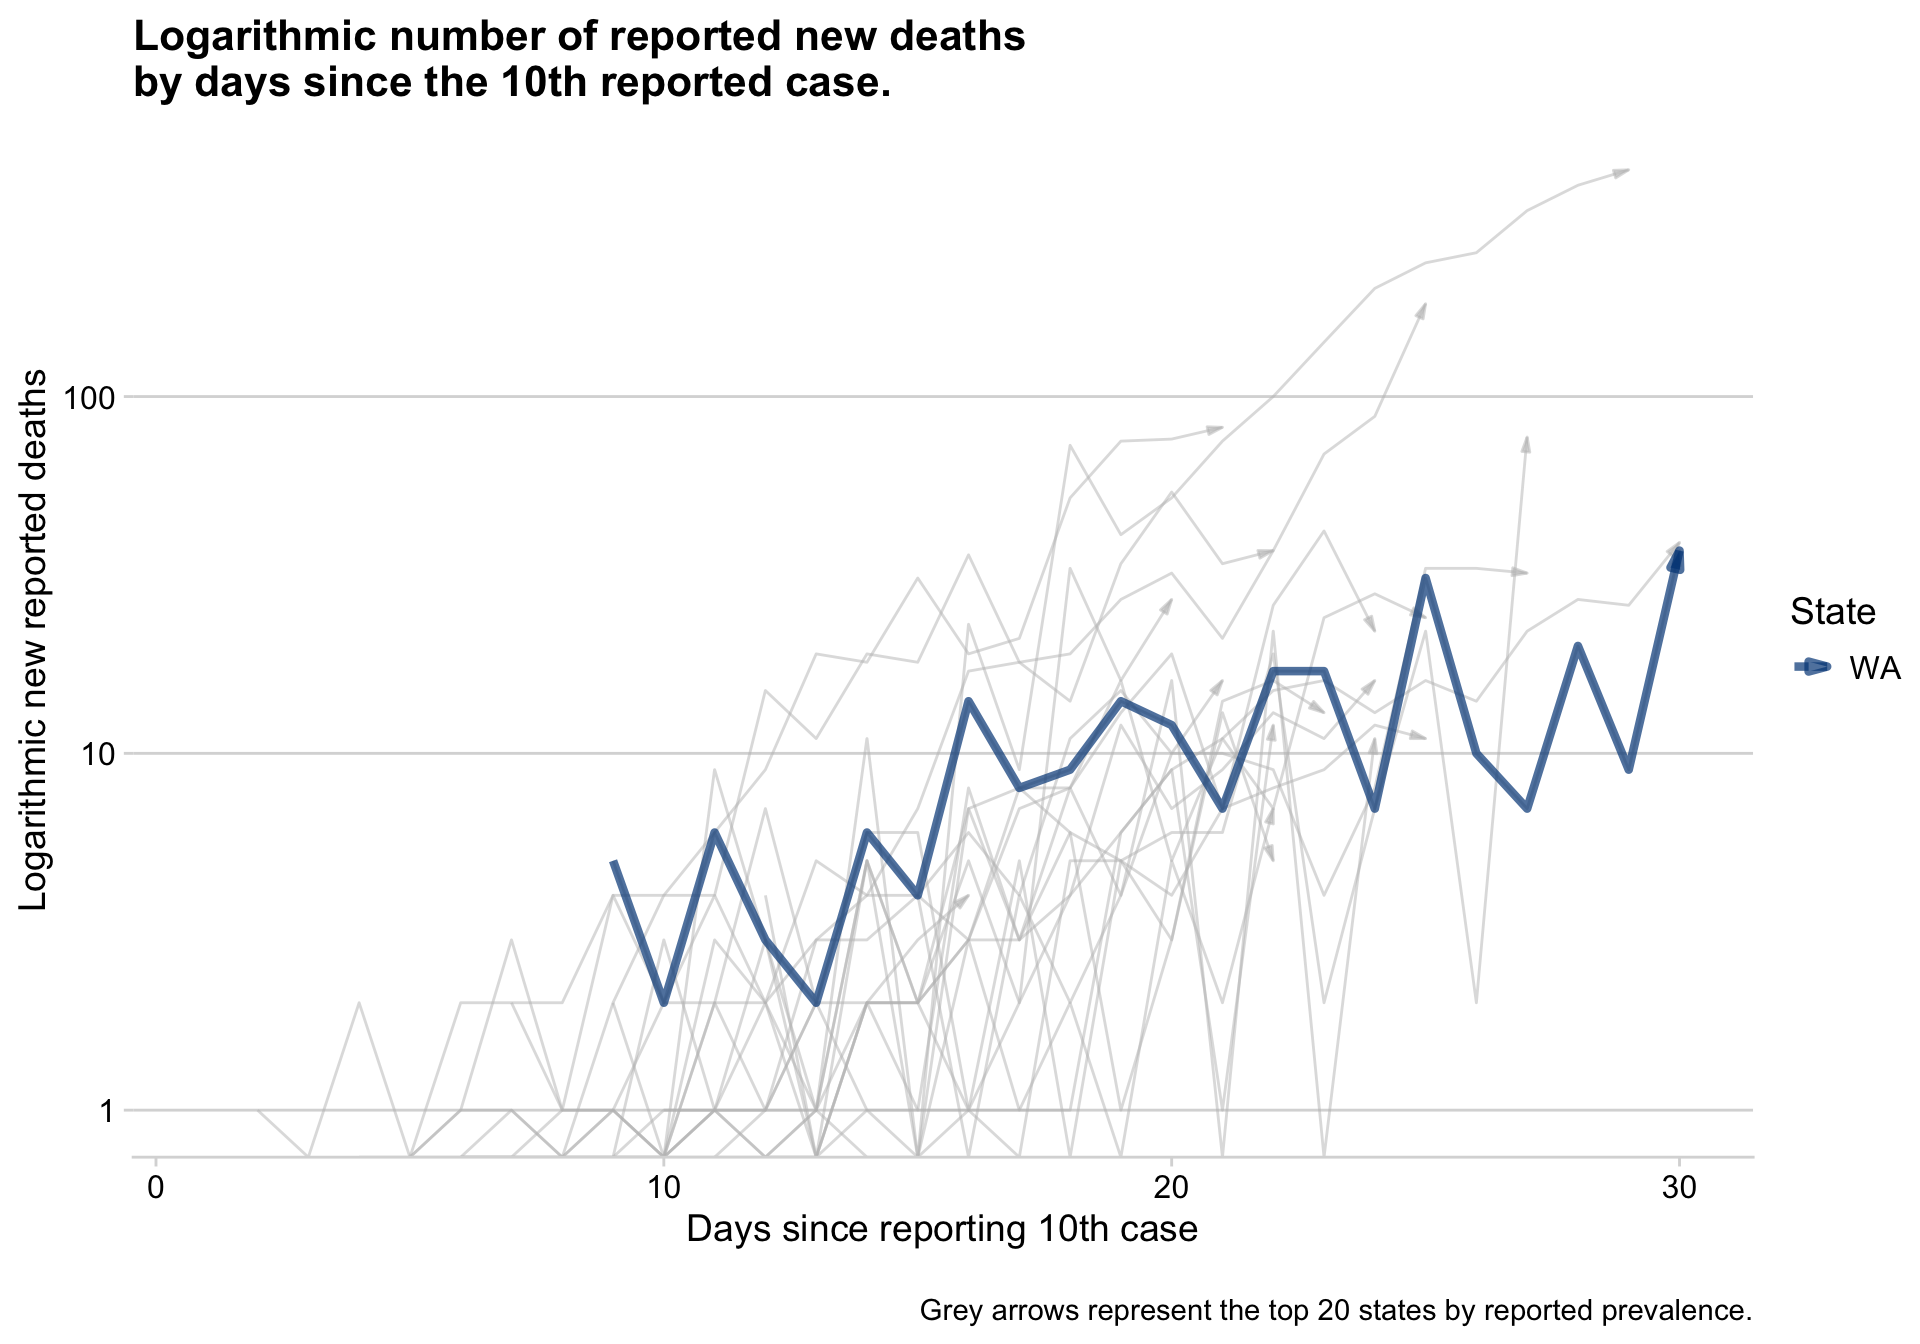 Logarithmic number of reported new deaths
by days since the 10th reported case.
Logarithmic new reported deaths
100
10
1
0
10
20
30
Days since reporting 10th case
State
WA
Grey arrows represent the top 20 states by reported prevalence.